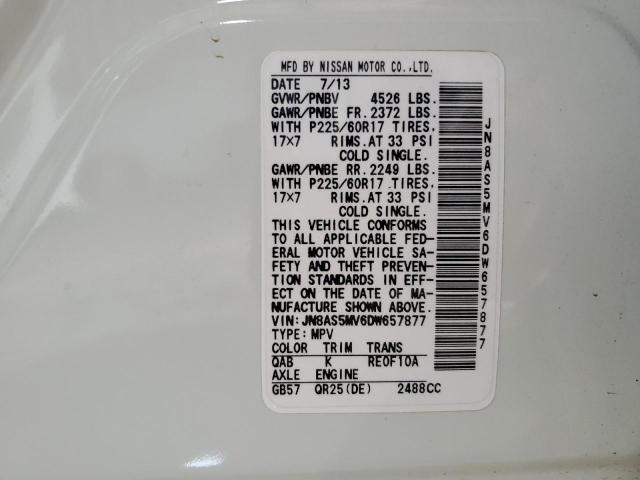 MFD BY NISSAN MOTOR CO.,LTD.
DATE 7/13
GVWR/PNBV 4526 LBS.
GAWR/PNBE FR. 2372 LBS.
WITH P225/60R17 TIRES,
17x7 RIMS.AT 33 PSI
COLD SINGLE.
GAWR/PNBE RR. 2249 LBS.
WITH P225/60R17 TIRES,
17x7 RIMS.AT 33 PSI
COLD SINGLE.
THIS VEHICLE CONFORMS
TO ALL APPLICABLE FED-
ERAL MOTOR VEHICLE SA-
FETY AND THEFT PREVEN-
TION STANDARDS IN EFF-
ECT ON THE DATE OF MA-
NUFACTURE SHOWN ABOVE.
VIN: JN8AS5MV6DW657877
TYPE: MPV
COLOR TRIM TRANS
QAB K RE0F10A
AXLE ENGINE
GB57 QR25(DE) 2488CC
JN8AS5MV6DW657877